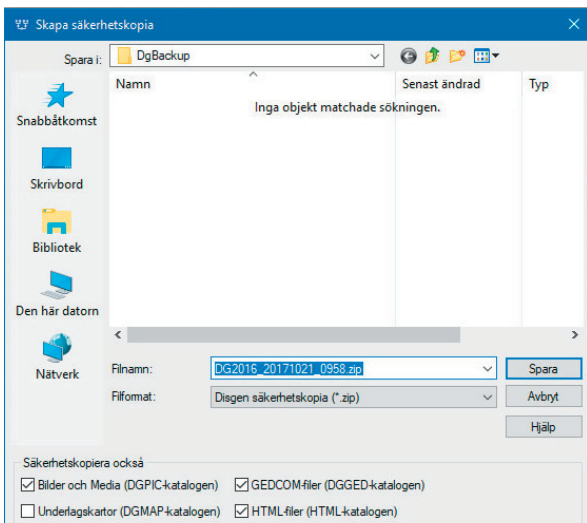 Skapa säkerhetskopia
Spara i: DgBackup
Namn Senast ändrad Typ
Inga objekt matchade sökningen.
Snabbåtkomst
Skrivbord
Bibliotek
Den här datorn
Nätverk
Filnamn: DG2016_20171021_0958.zip Spara
Filformat: Disgen säkerhetskopia (*.zip) Avbryt
Hjälp
Säkerhetskopiera också
Bilder och Media (DGPIC-katalogen) GEDCOM-filer (DGGED-katalogen)
Underlagskartor (DGMAP-katalogen) HTML-filer (HTML-katalogen)